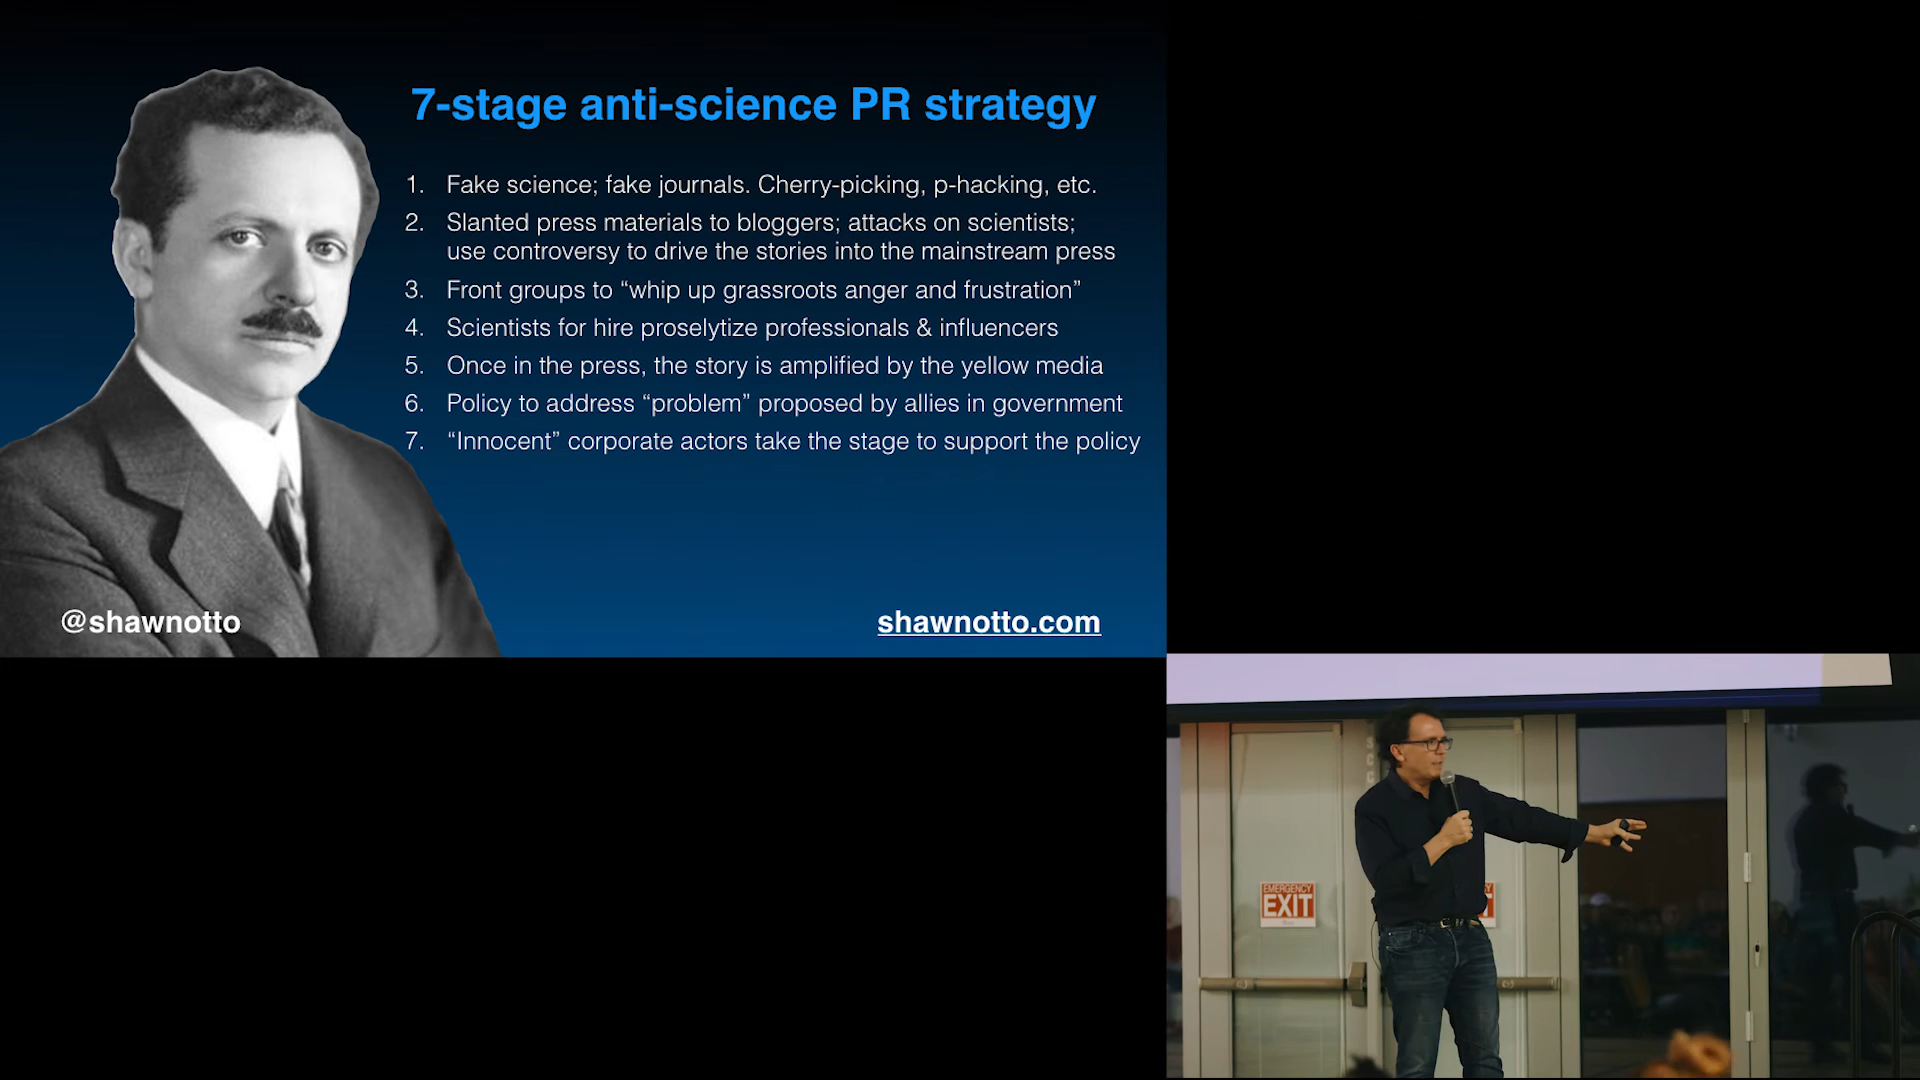 7-stage anti-science PR strategy
1. Fake science; fake journals. Cherry-picking, p-hacking, etc.
2. Slanted press materials to bloggers; attacks on scientists;
use controversy to drive the stories into the mainstream press
3. Front groups to “whip up grassroots anger and frustration”
4. Scientists for hire proselytize professionals & influencers
5. Once in the press, the story is amplified by the yellow media
6. Policy to address “problem” proposed by allies in government
7. “Innocent” corporate actors take the stage to support the policy
@shawnotto
shawnotto.com
EMERGENCY
EXIT